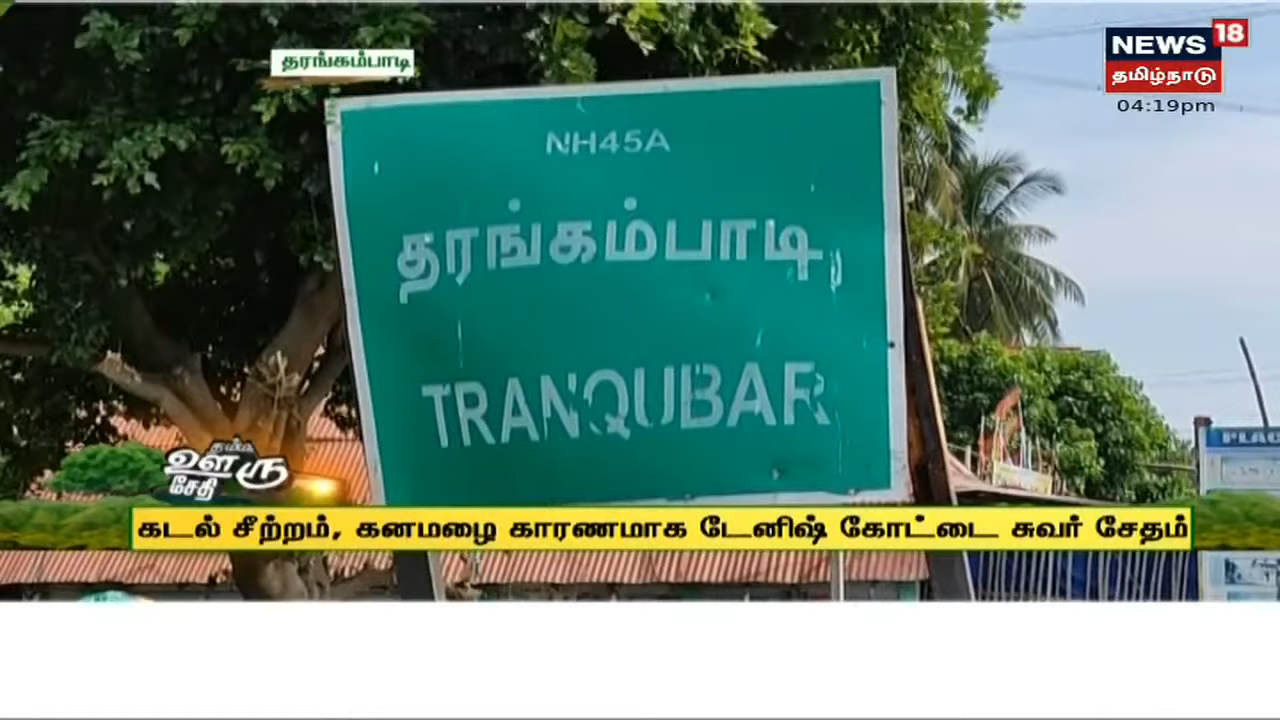 தரங்கம்பாடி
NEWS 18
தமிழ்நாடு
04:19pm
NH45A
தரங்கம்பாடி
TRANQUBAR
ஊரு
சேதி
கடல் சீற்றம், கனமழை காரணமாக டேனிஷ் கோட்டை சுவர் சேதம்